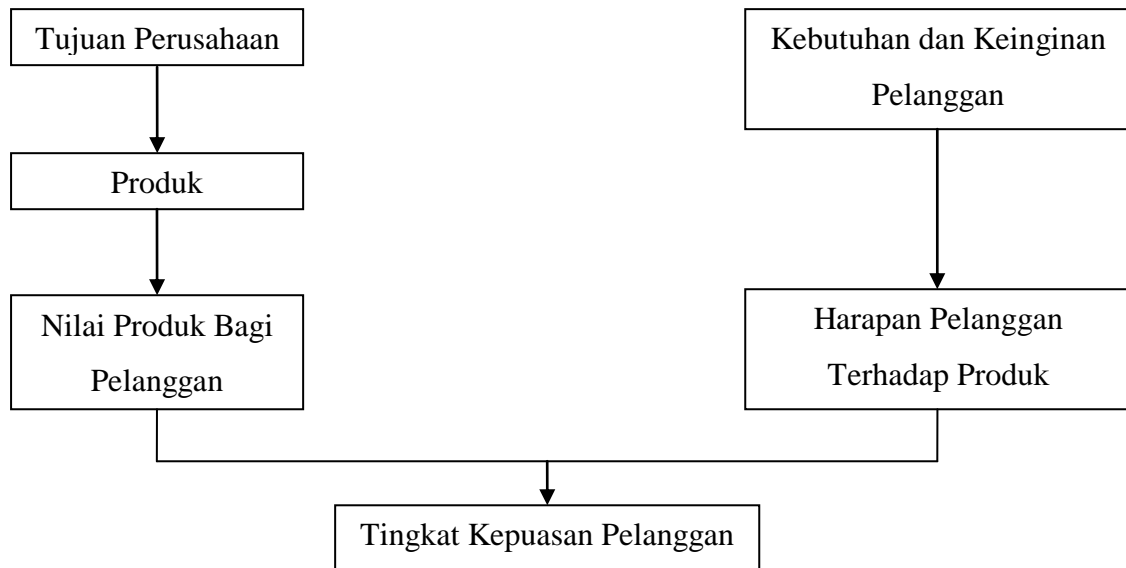 Tujuan Perusahaan
Kebutuhan dan Keinginan
Pelanggan
Produk
Nilai Produk Bagi
Pelanggan
Harapan Pelanggan
Terhadap Produk
Tingkat Kepuasan Pelanggan